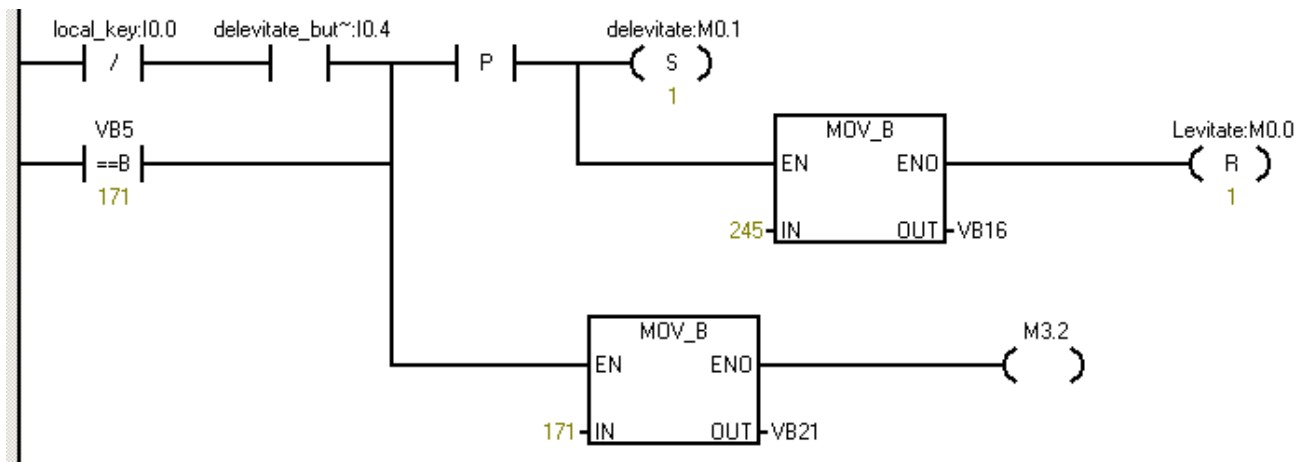 local_key:I0.0 delevitate_but~:I0.4 delevitate:M0.1
/ P S
1
VB5 MOV_B Levitate:M0.0
==B EN ENO R
171 1
245 IN OUT VB16
MOV_B M3.2
EN ENO
171 IN OUT VB21